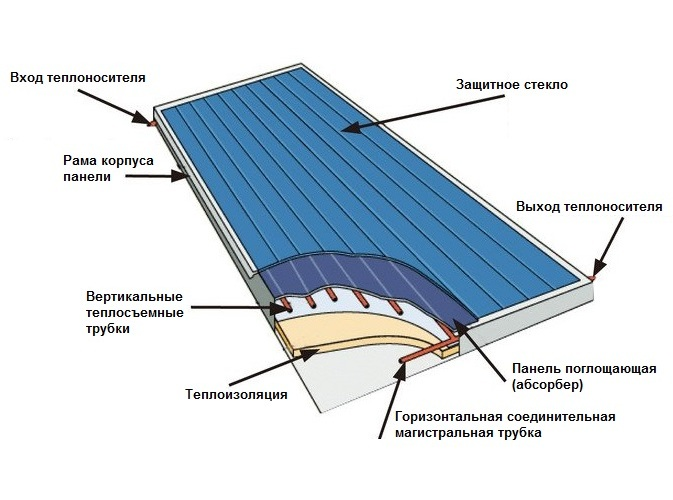 Вход теплоносителя
Защитное стекло
Рама корпуса
панели
Выход теплоносителя
Вертикальные
теплосъемные
трубки
Панель поглощающая
(абсорбер)
Теплоизоляция
Горизонтальная соединительная
магистральная трубка